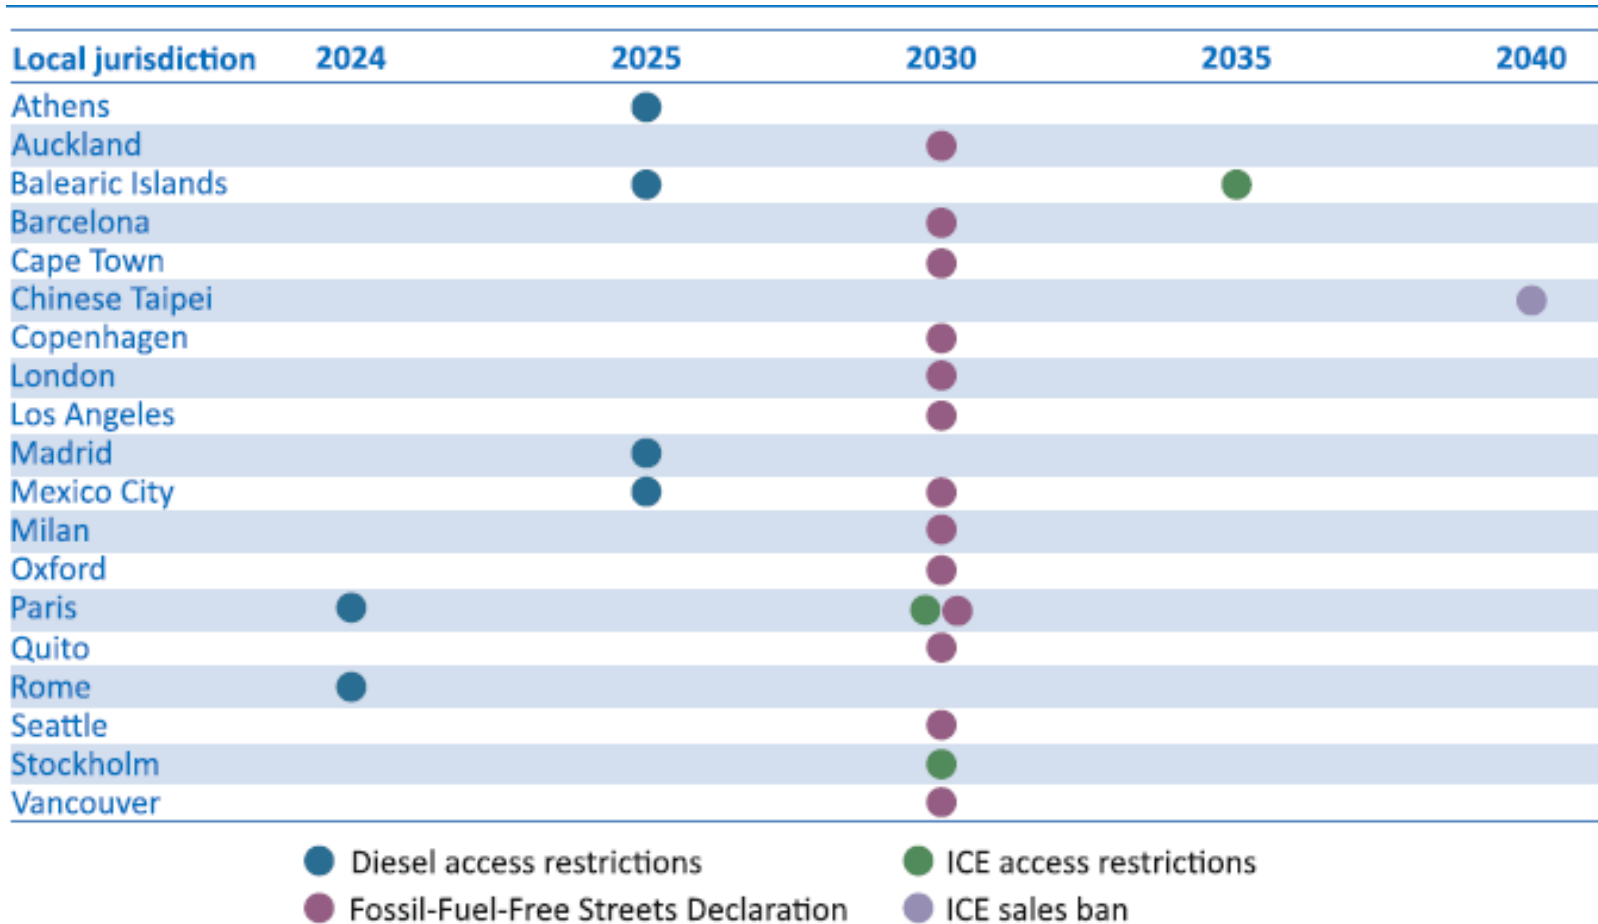 Local jurisdiction 2024 2025 2030 2035 2040
Athens
Auckland
Balearic Islands
Barcelona
Cape Town
Chinese Taipei
Copenhagen
London
Los Angeles
Madrid
Mexico City
Milan
Oxford
Paris
Quito
Rome
Seattle
Stockholm
Vancouver
Diesel access restrictions ICE access restrictions
Fossil-Fuel-Free Streets Declaration ICE sales ban